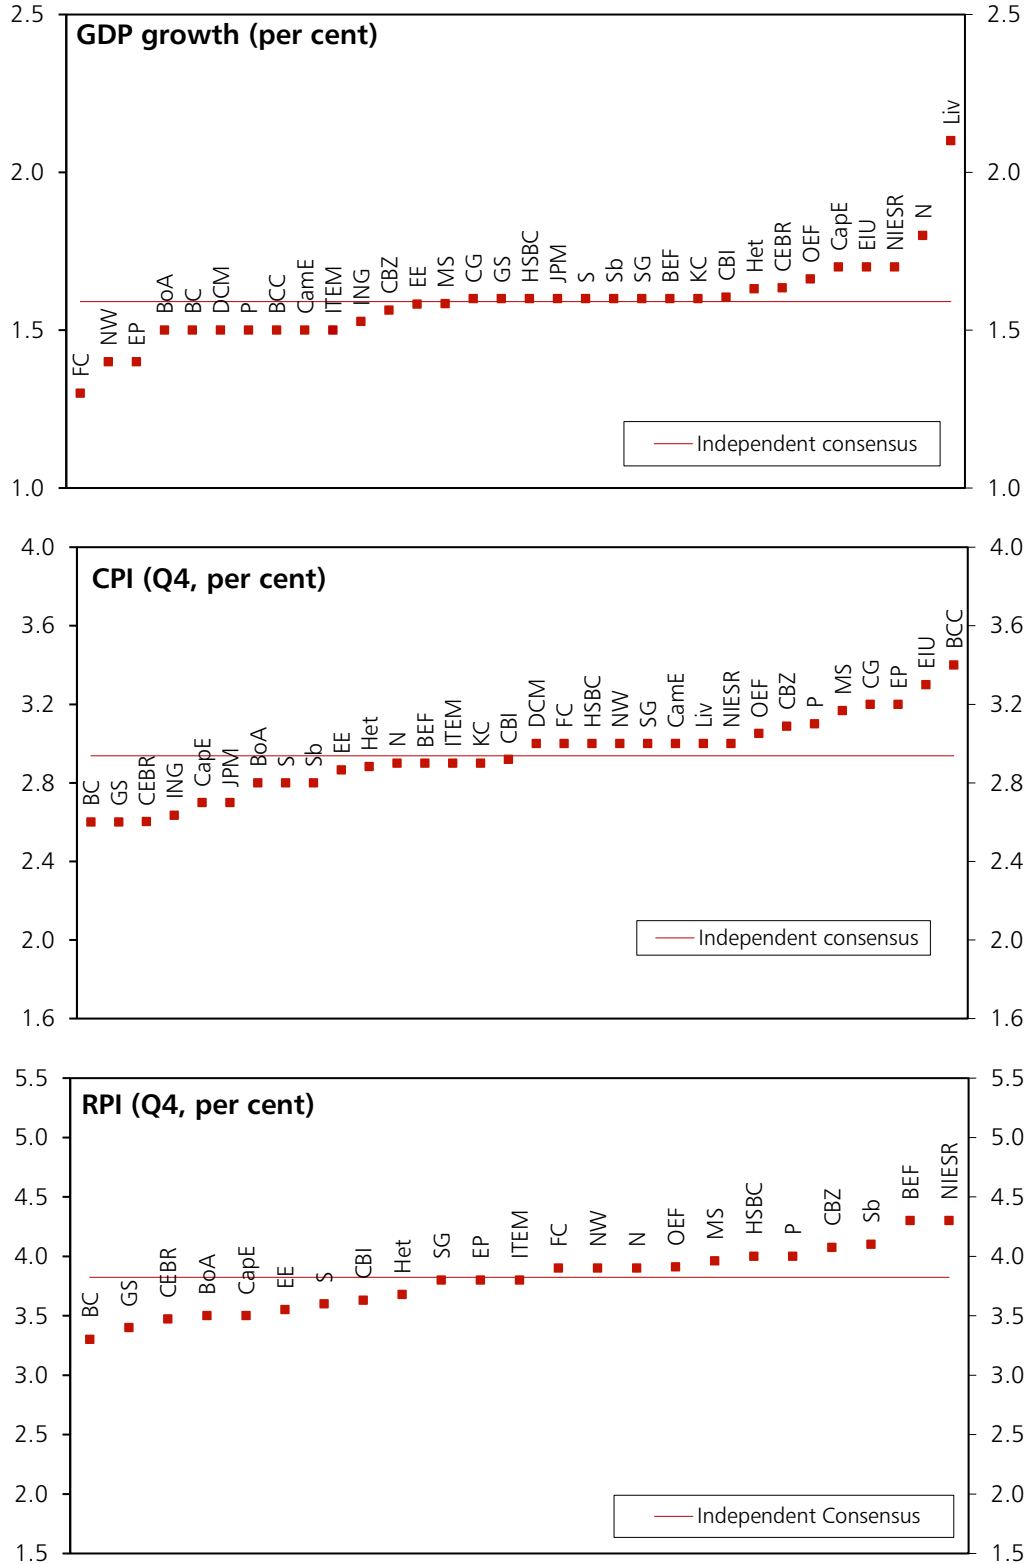 GDP growth (per cent)
2.5
2.0
1.5
1.0
2.5
2.0
1.5
1.0
FC
NW
EP
BoA
BC
DCM
P
BCC
CamE
ITEM
ING
CBZ
EE
MS
CG
GS
HSBC
JPM
S
Sb
SG
BEF
KC
CBI
Het
CEBR
OEF
CapE
EIU
NIESR
N
Liv
Independent consensus
CPI (Q4, per cent)
4.0
3.6
3.2
2.8
2.4
2.0
1.6
4.0
3.6
3.2
2.8
2.4
2.0
1.6
BC
GS
CEBR
ING
CapE
JPM
BoA
S
Sb
EE
Het
N
BEF
ITEM
KC
CBI
DCM
FC
HSBC
NW
SG
CamE
Liv
NIESR
OEF
CBZ
P
MS
CG
EP
EIU
BCC
Independent consensus
RPI (Q4, per cent)
5.5
5.0
4.5
4.0
3.5
3.0
2.5
2.0
1.5
5.5
5.0
4.5
4.0
3.5
3.0
2.5
2.0
1.5
BC
GS
CEBR
BoA
CapE
EE
S
CBI
Het
SG
EP
ITEM
FC
NW
N
OEF
MS
HSBC
P
CBZ
Sb
BEF
NIESR
Independent Consensus